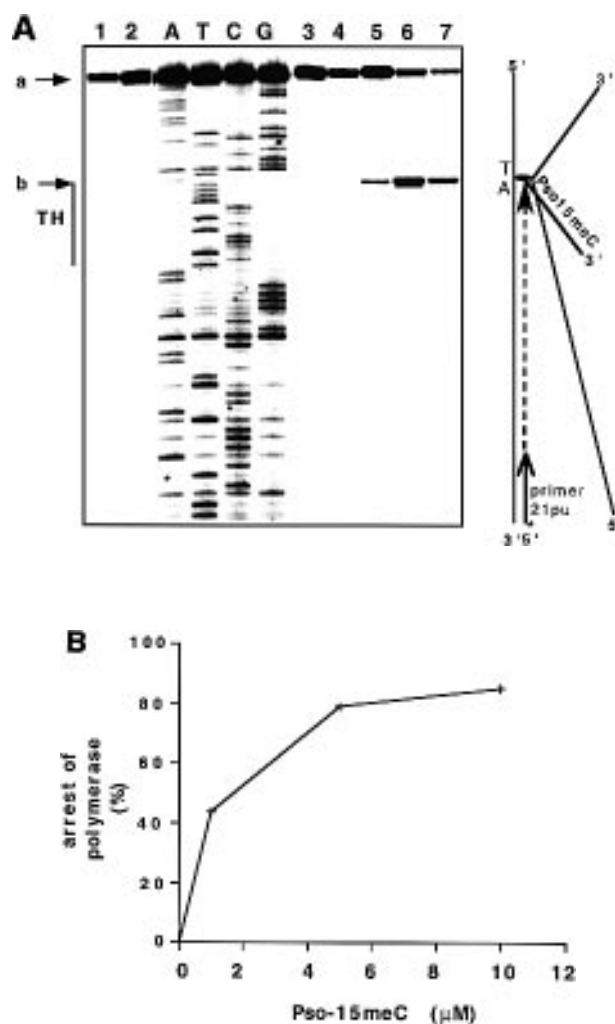 A
1 2 A T C G 3 4 5 6 7
a
b
TH
5'
3'
T
A
Pso15meC
5'
primer
21pu
3'5'
5'
B
100
80
60
40
20
0
arrest of
polymerase
(%)
0 2 4 6 8 10 12
Pso-15meC (µM)